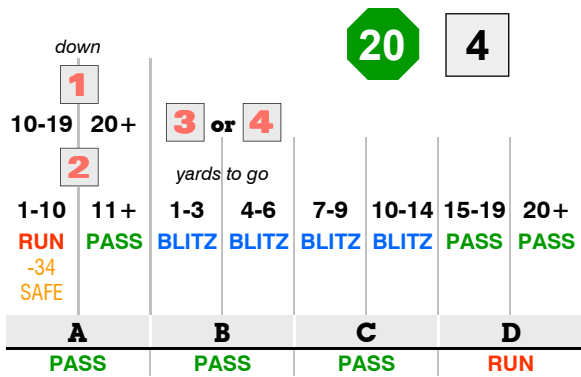 20 4
down
1
10-19 20+ 3 or 4
2 yards to go
1-10 11+ 1-3 4-6 7-9 10-14 15-19 20+
RUN PASS BLITZ BLITZ BLITZ BLITZ PASS PASS
-34
SAFE
A B C D
PASS PASS PASS RUN